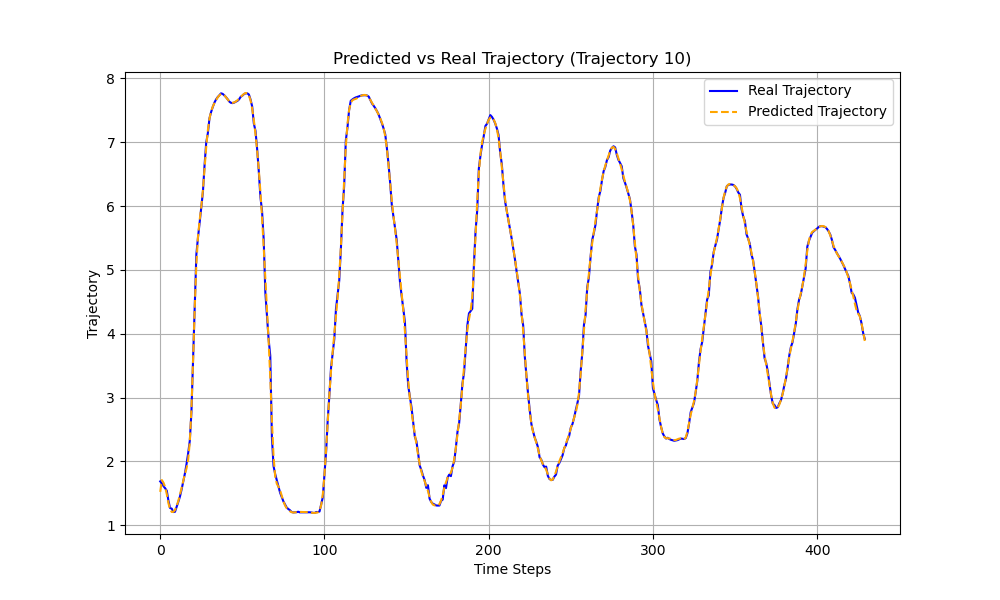 Predicted vs Real Trajectory (Trajectory 10)
Real Trajectory
Predicted Trajectory
8
7
6
5
4
3
2
1
Trajectory
0 100 200 300 400
Time Steps